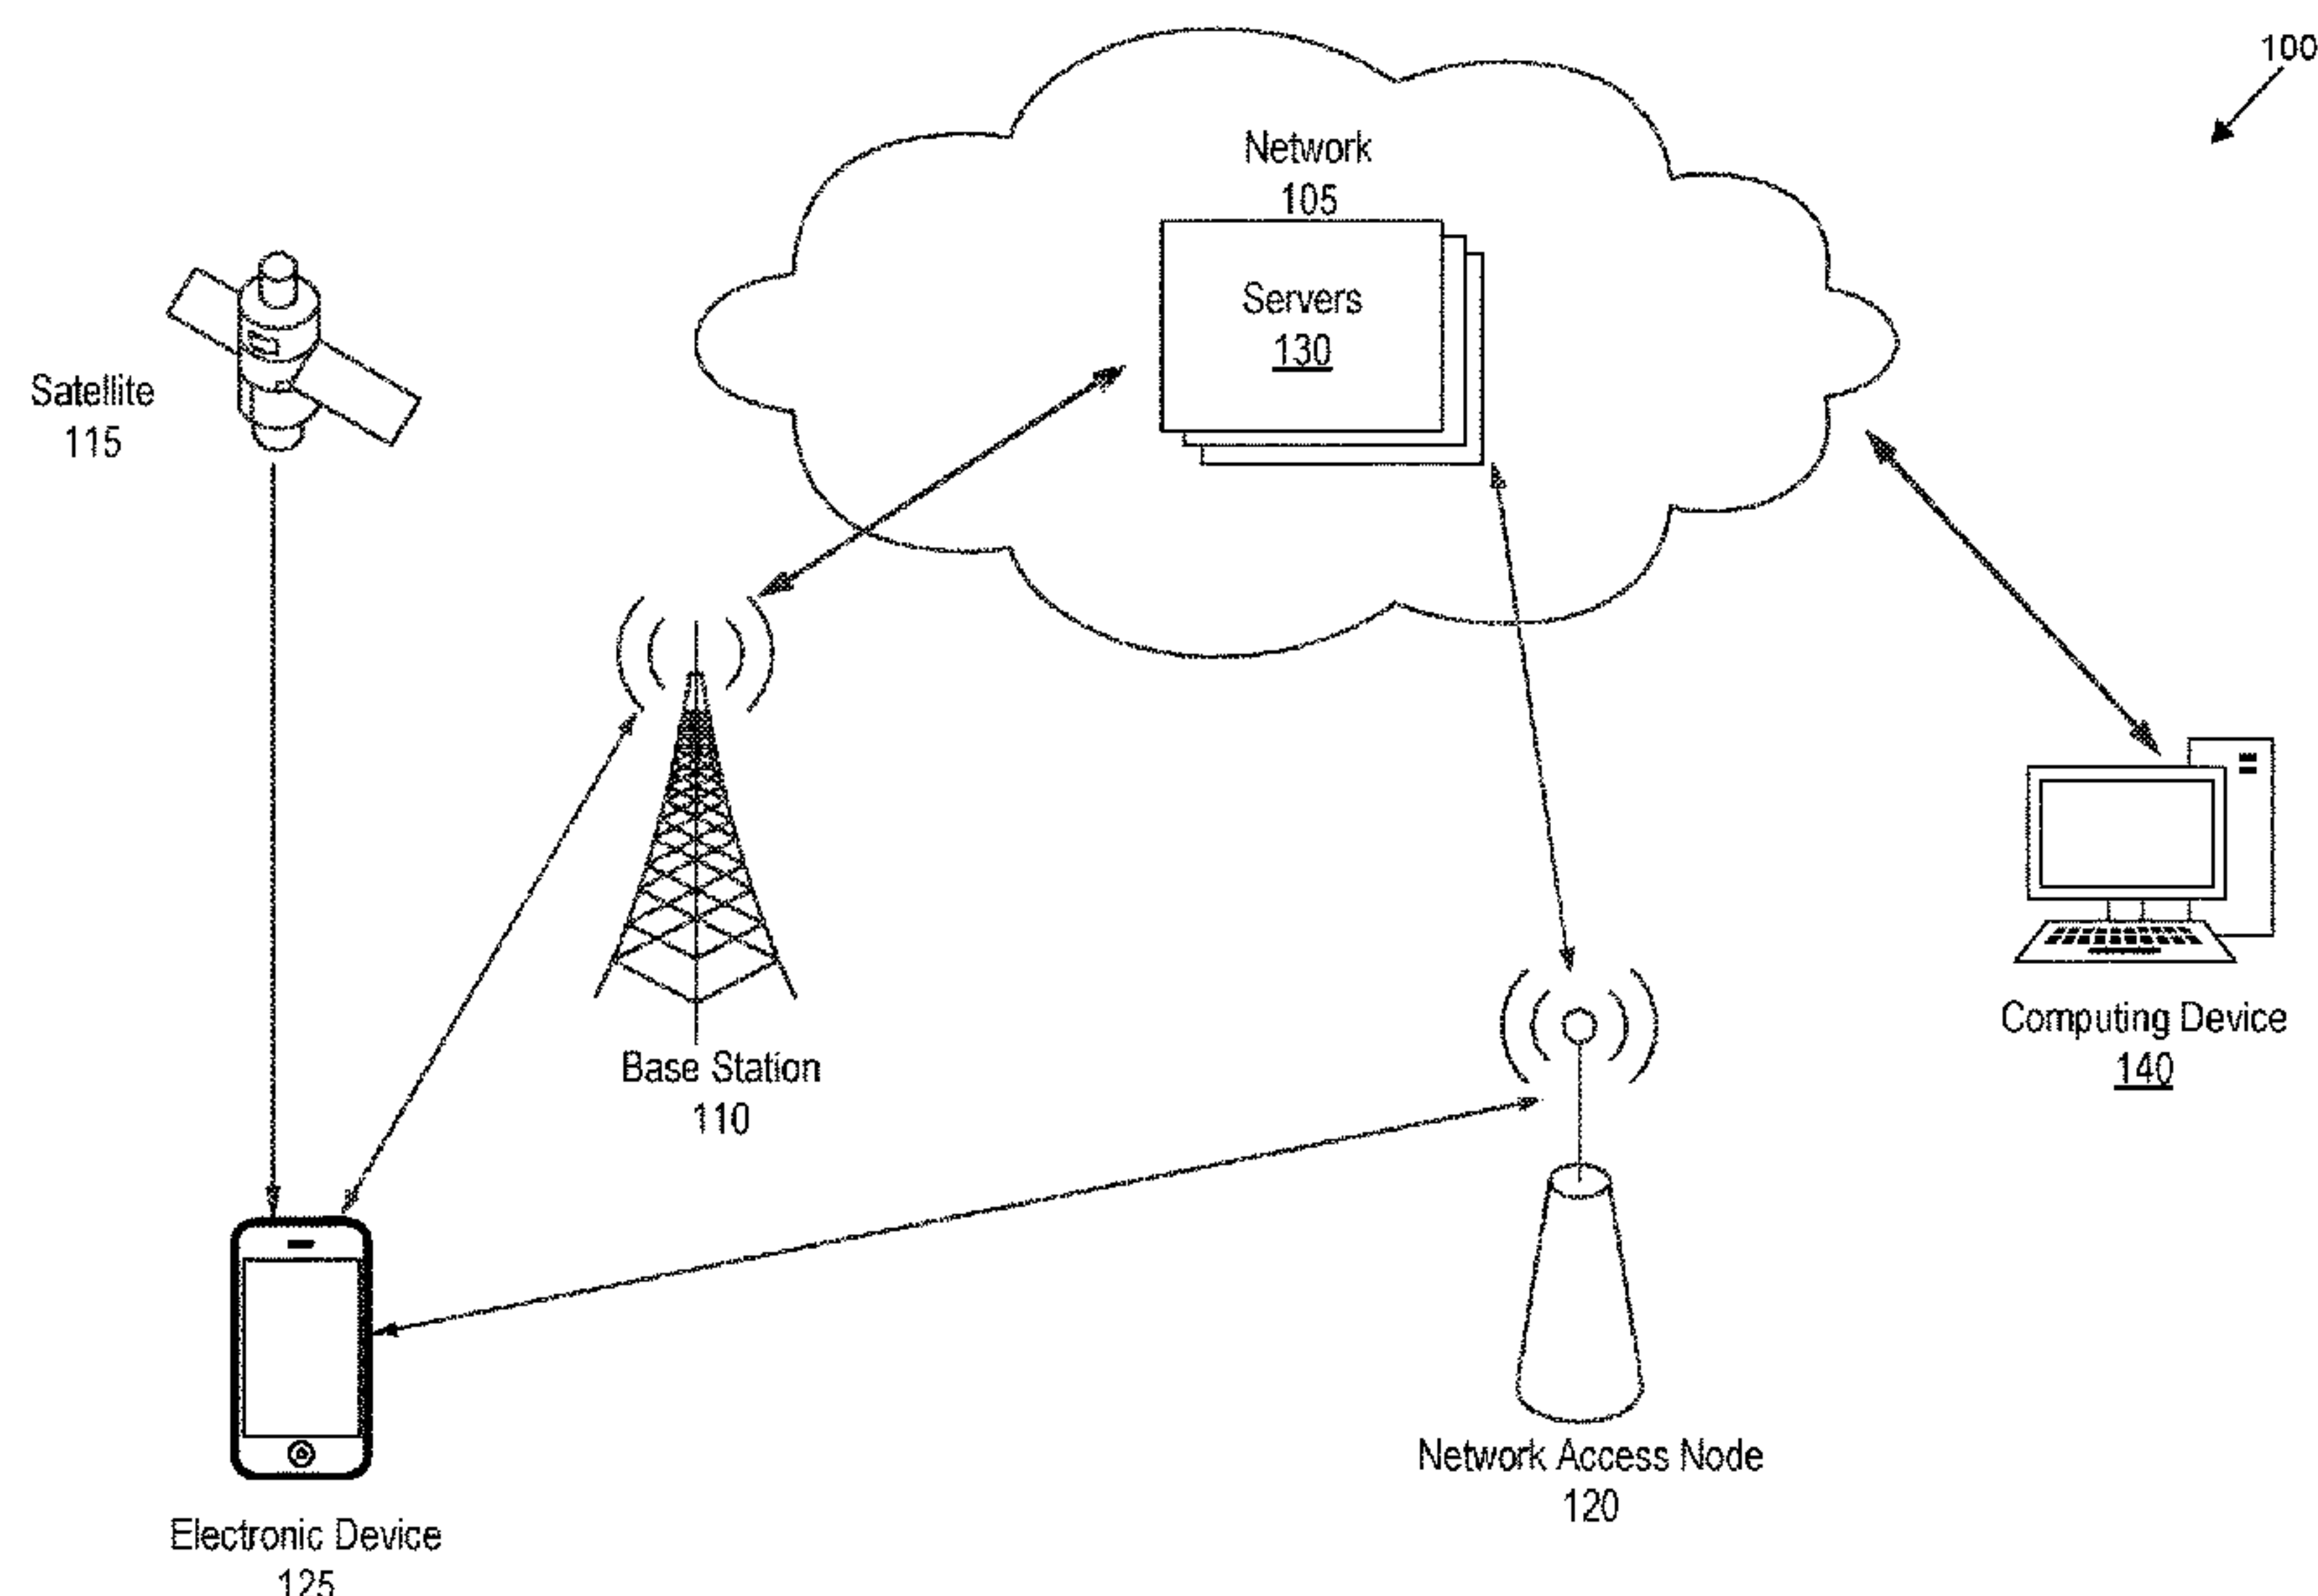 100
Network
105
Servers
130
Satellite
115
Base Station
110
Computing Device
140
Network Access Node
120
Electronic Device
125